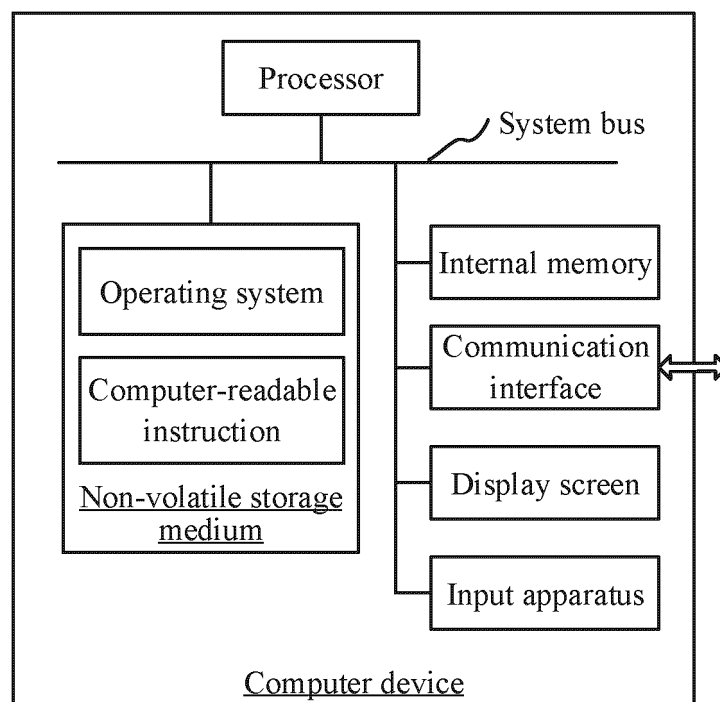 Processor
System bus
Operating system
Computer-readable
instruction
Non-volatile storage
medium
Internal memory
Communication
interface
Display screen
Input apparatus
Computer device